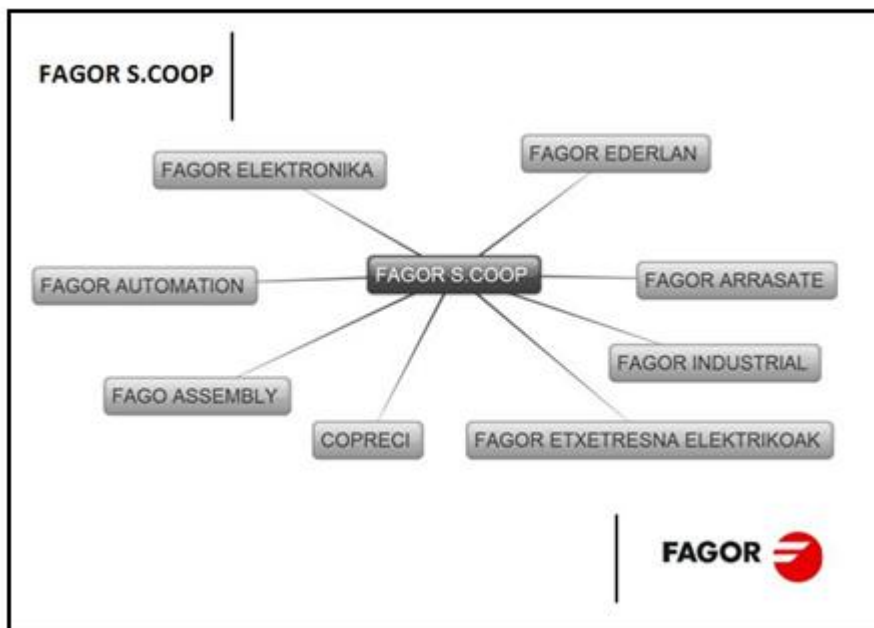 FAGOR S.COOP
FAGOR ELEKTRONIKA
FAGOR EDERLAN
FAGOR AUTOMATION
FAGOR S.COOP
FAGOR ARRASATE
FAGOR INDUSTRIAL
FAGO ASSEMBLY
COPRECI
FAGOR ETXETRESNA ELEKTRIKOAK
FAGOR